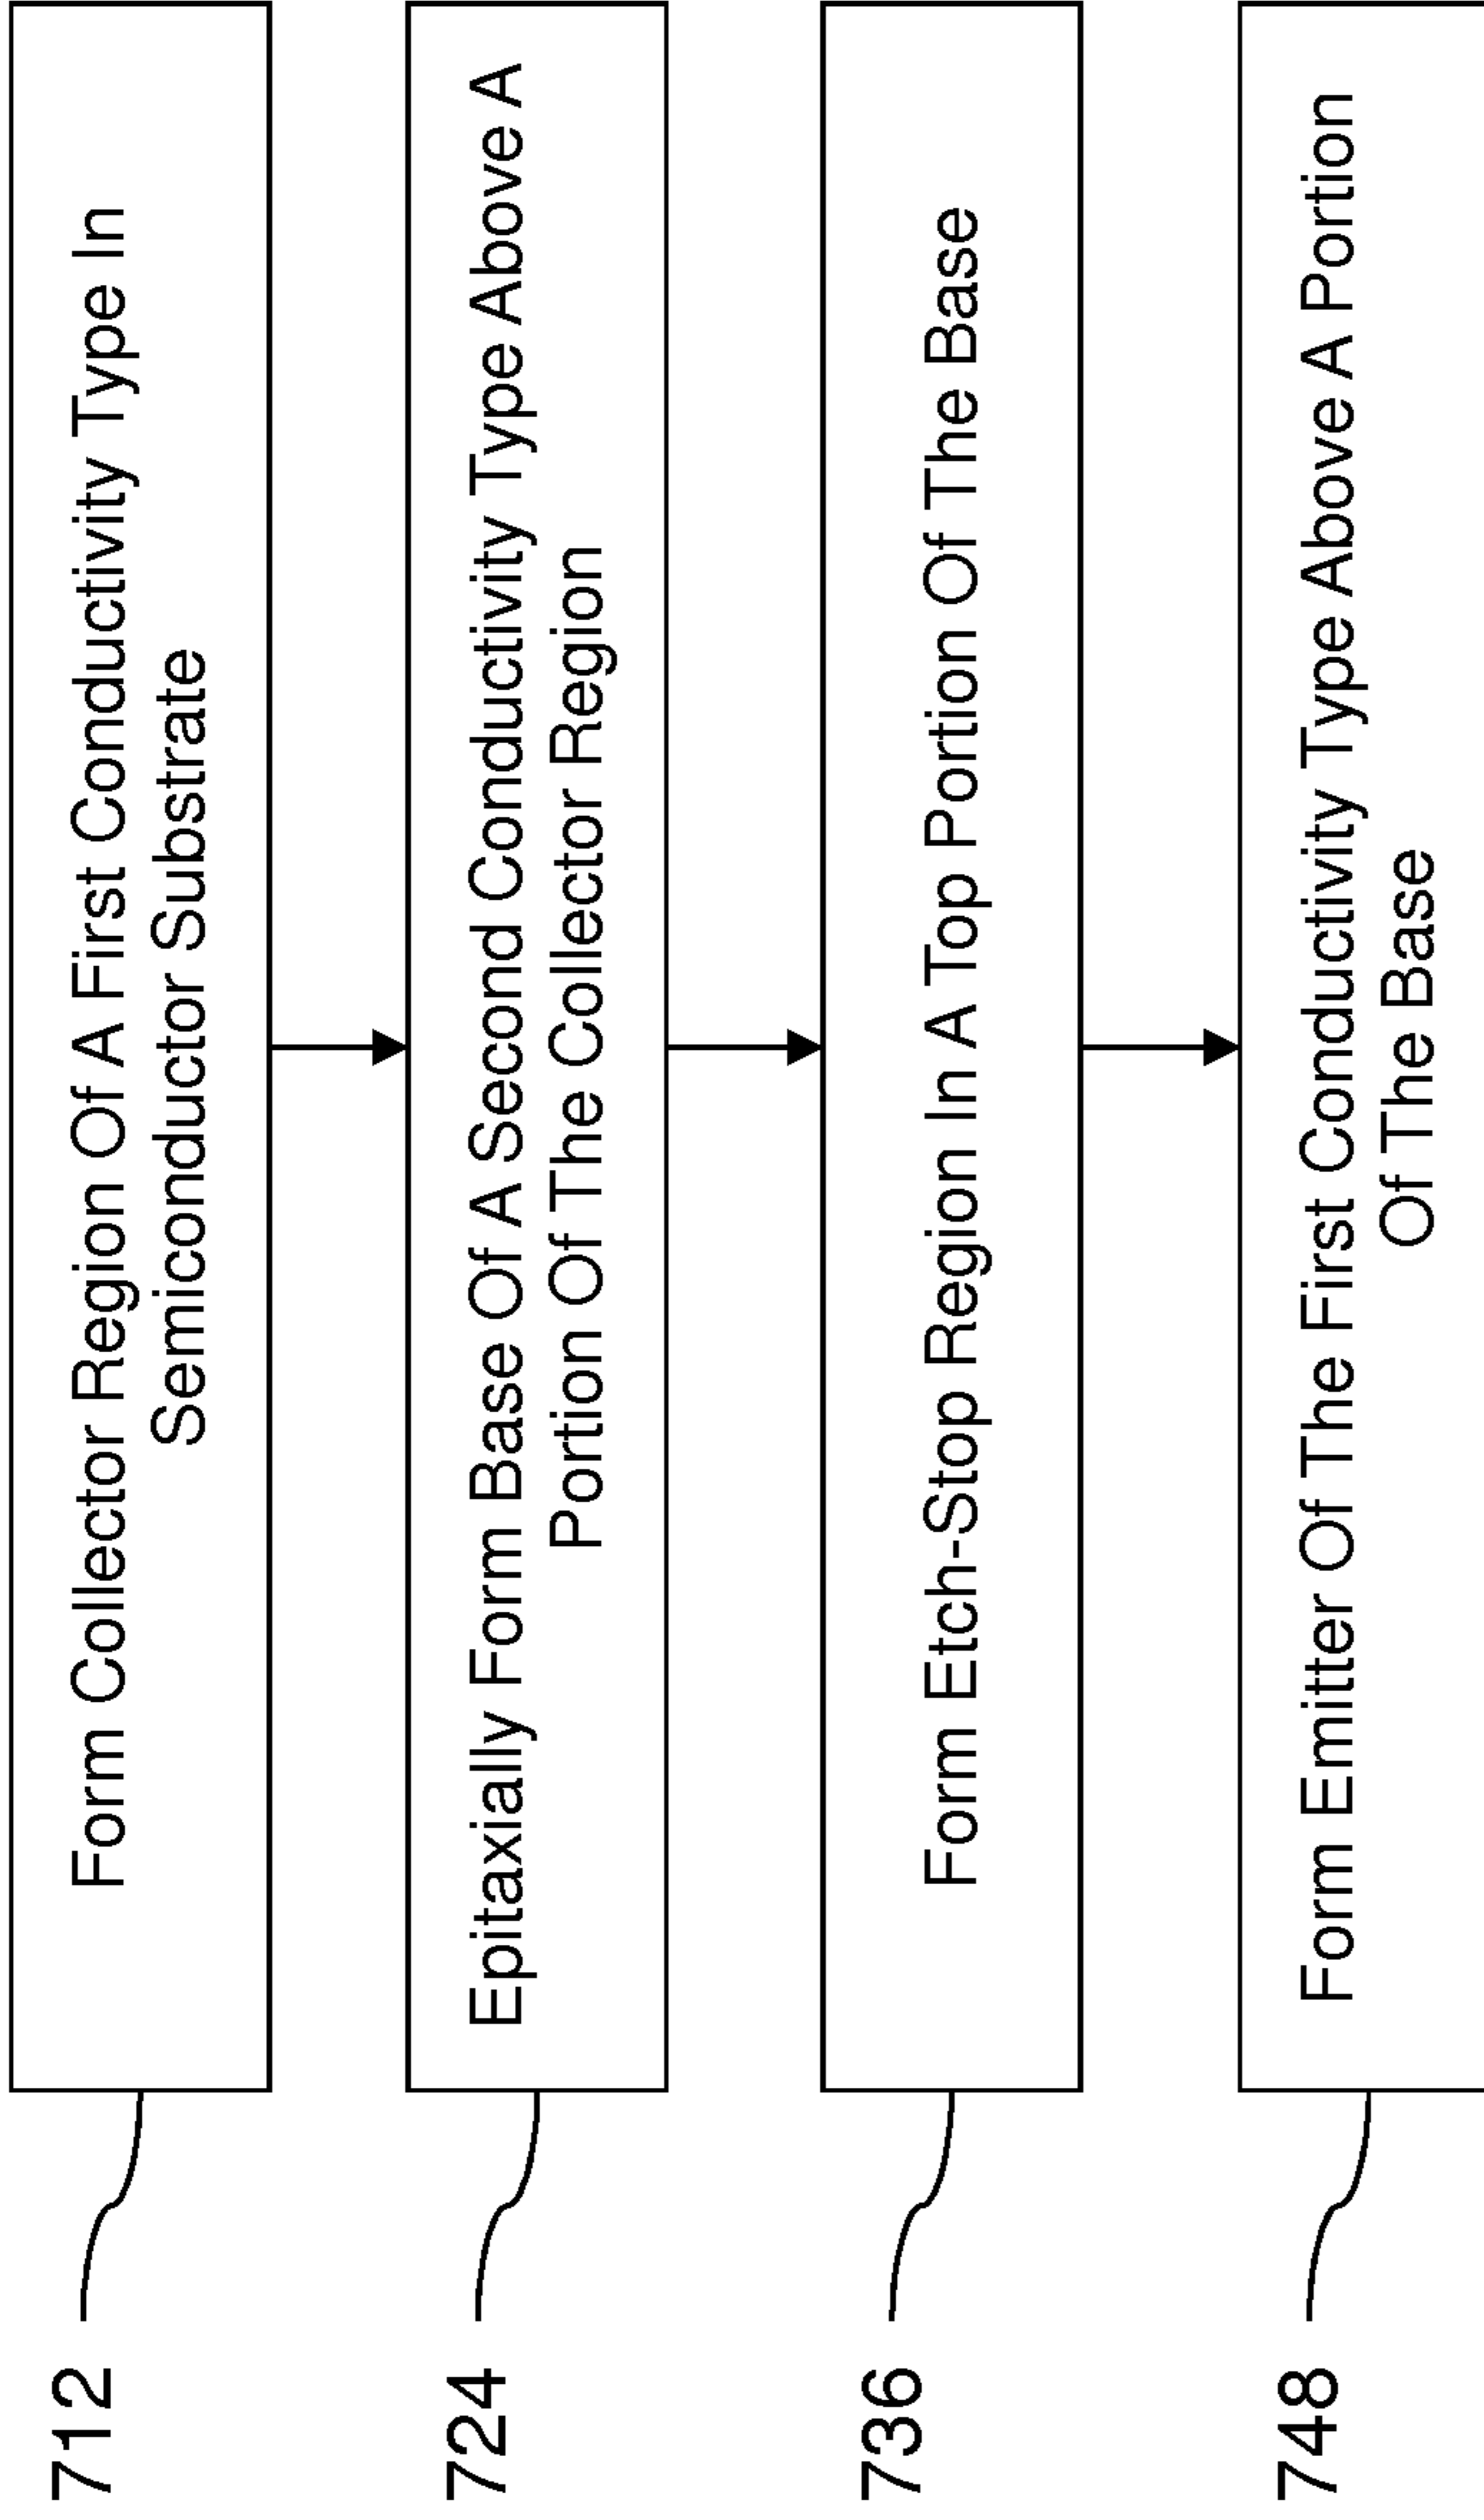 712
Form Collector Region Of A First Conductivity Type In
Semiconductor Substrate
724
Epitaxially Form Base Of A Second Conductivity Type Above A
Portion Of The Collector Region
736
Form Etch-Stop Region In A Top Portion Of The Base
748
Form Emitter Of The First Conductivity Type Above A Portion
Of The Base